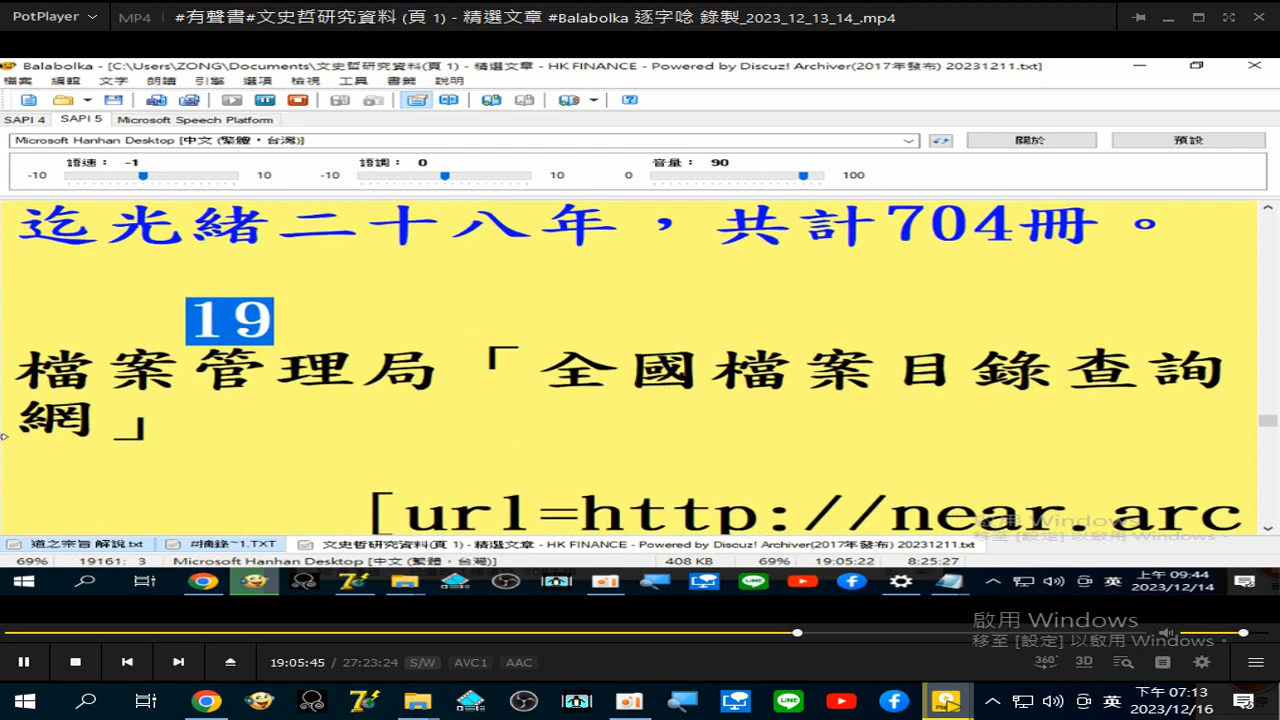 PotPlayer MP4 #有聲書#文史哲研究資料 (頁 1) - 精選文章 #Balabolka 逐字唸 錄製_2023_12_13_14_.mp4
Balabolka - [C:\Users\ZONG\Documents\文史哲研究資料(頁 1) - 精選文章 - HK FINANCE - Powered by Discuz! Archiver(2017年發布) 20231211.txt]
檔案 編輯 文字 朗讀 引擎 選項 檢視 工具 書籤 說明
SAPI 4 SAPI 5 Microsoft Speech Platform
Microsoft Hanhan Desktop [中文 (繁體，台灣)] 關於 預設
語速： -1 語調： 0 音量： 90
-10 10 -10 10 0 100
迄光緒二十八年，共計704冊。
19
檔案管理局「全國檔案目錄查詢
網」
[url=http://near.arc
道之宗旨 解說.txt #摘錄~1.TXT 文史哲研究資料(頁 1) - 精選文章 - HK FINANCE - Powered by Discuz! Archiver(2017年發布) 20231211.txt
69% 19161: 3 Microsoft Hanhan Desktop [中文 (繁體，台灣)] 408 KB 69% 19:05:22 8:25:27
啟用 Windows
移至 [設定] 以啟用 Windows。
英 上午 09:44
2023/12/14
啟用 Windows
移至 [設定] 以啟用 Windows。
19:05:45 / 27:23:24 S/W AVC1 AAC 360° 3D
英 下午 07:13
2023/12/16